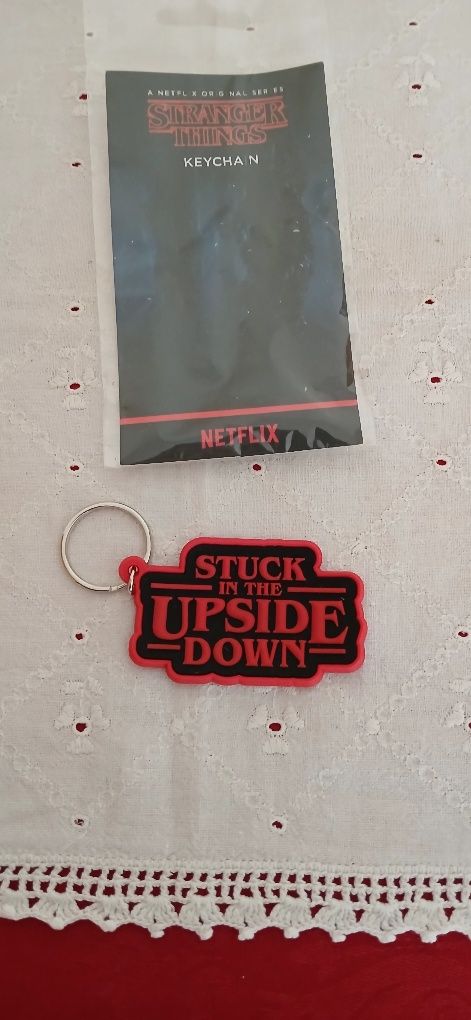 A NETFLIX ORIGINAL SERIES
STRANGER
THINGS
KEYCHAIN
NETFLIX
STUCK
IN THE
UPSIDE
DOWN